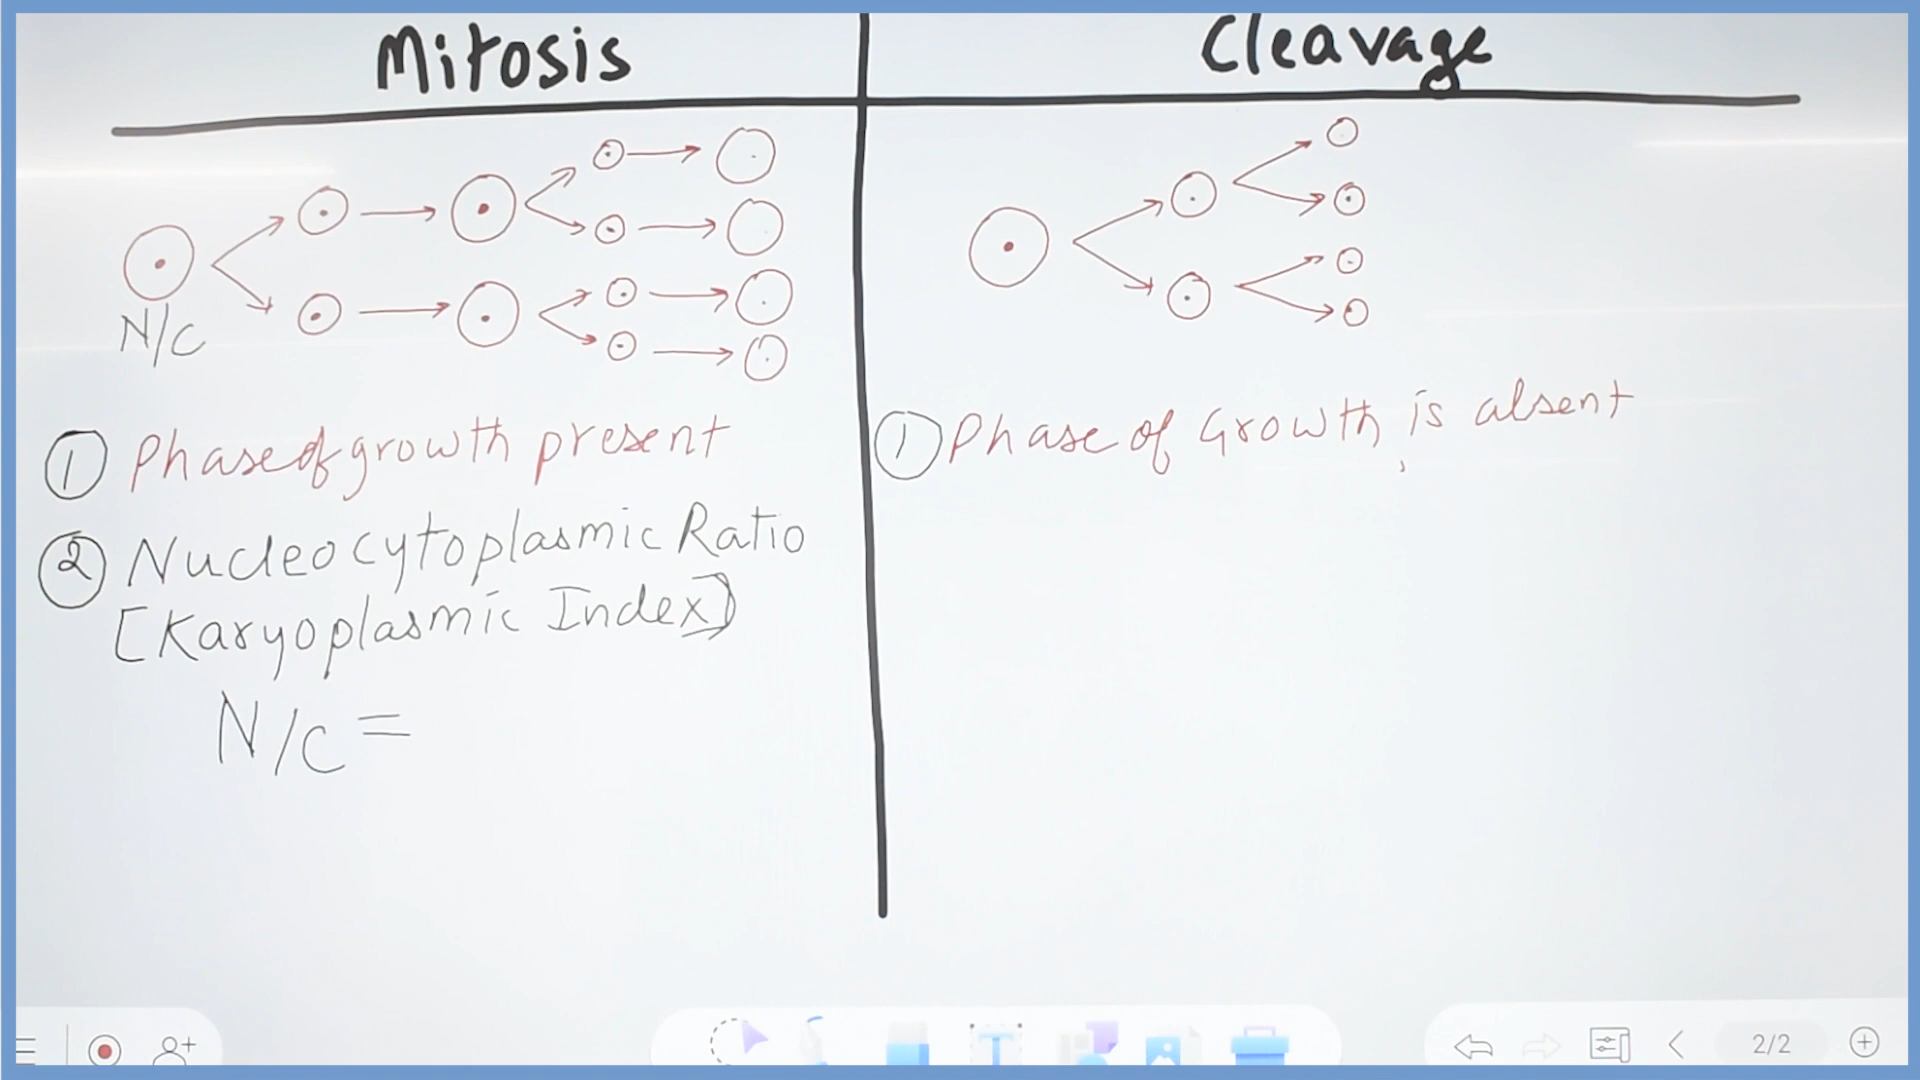 Mitosis
Cleavage
N/C
① Phase of growth present
① Phase of Growth, is absent
② Nucleocytoplasmic Ratio
[Karyoplasmic Index]
N/C =
2/2